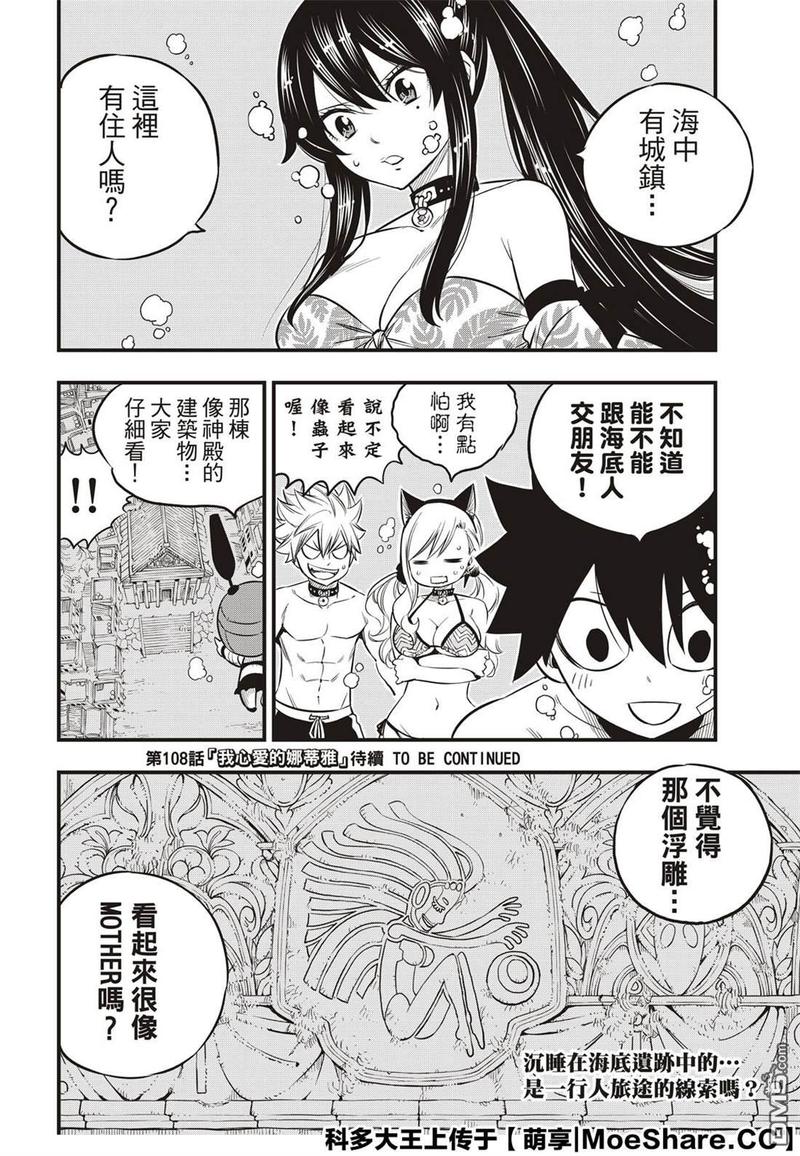 海中
有城鎮…
這裡
有住人嗎？
不知道
能不能
跟海底人
交朋友！
我有點
怕啊…
說不定
看起來
像蟲子
喔！
那棟
像神殿的
建築物…
大家
仔細看！
!!
第108話「我心愛的娜蒂雅」待續 TO BE CONTINUED
不覺得
那個浮雕…
看起來很像
MOTHER嗎？
沉睡在海底遺跡中的…
是一行人旅途的線索嗎？
科多大王上传于【萌享|MoeShare.CC】
DM5.com